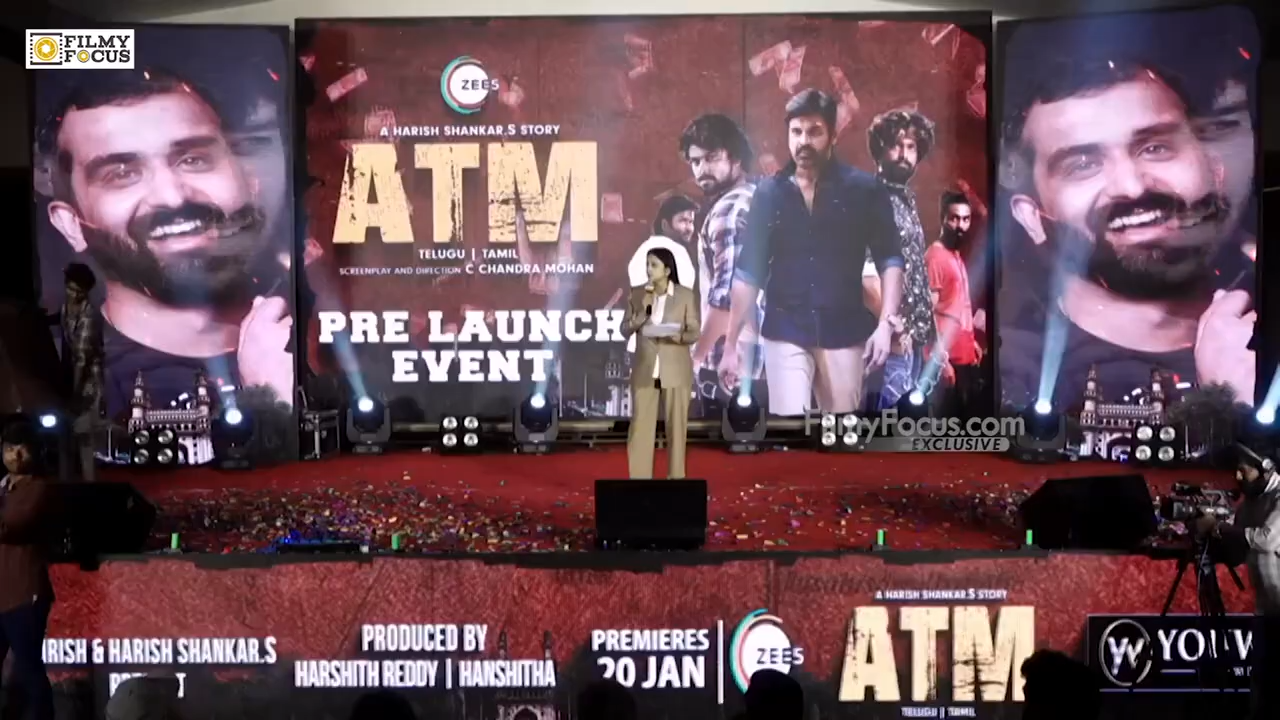 FILMY
FOCUS
ZEE5
A HARISH SHANKAR.S STORY
ATM
TELUGU | TAMIL
SCREENPLAY AND DIRECTION C CHANDRA MOHAN
PRE LAUNCH
EVENT
FilmyFocus.com
EXCLUSIVE
& HARISH SHANKAR.S
PRODUCED BY
HARSHITH REDDY | HANSHITHA
PREMIERES
20 JAN
ZEE5
A HARISH SHANKAR.S STORY
ATM
TELUGU | TAMIL